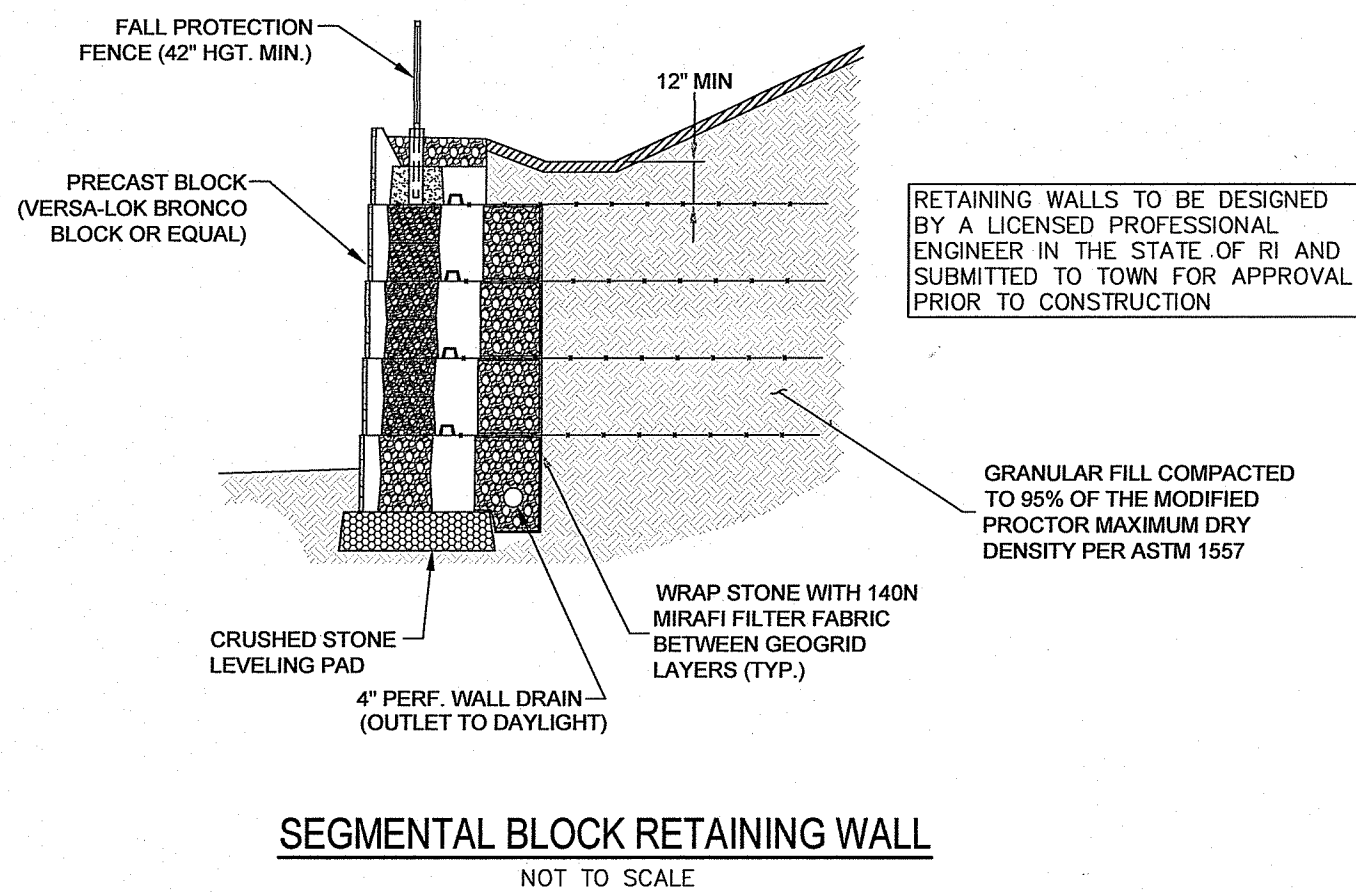 FALL PROTECTION
FENCE (42" HGT. MIN.)
12" MIN
PRECAST BLOCK
(VERSA-LOK BRONCO
BLOCK OR EQUAL)
RETAINING WALLS TO BE DESIGNED
BY A LICENSED PROFESSIONAL
ENGINEER IN THE STATE OF RI AND
SUBMITTED TO TOWN FOR APPROVAL
PRIOR TO CONSTRUCTION
GRANULAR FILL COMPACTED
TO 95% OF THE MODIFIED
PROCTOR MAXIMUM DRY
DENSITY PER ASTM 1557
WRAP STONE WITH 140N
MIRAFI FILTER FABRIC
BETWEEN GEOGRID
LAYERS (TYP.)
CRUSHED STONE
LEVELING PAD
4" PERF. WALL DRAIN
(OUTLET TO DAYLIGHT)
SEGMENTAL BLOCK RETAINING WALL
NOT TO SCALE